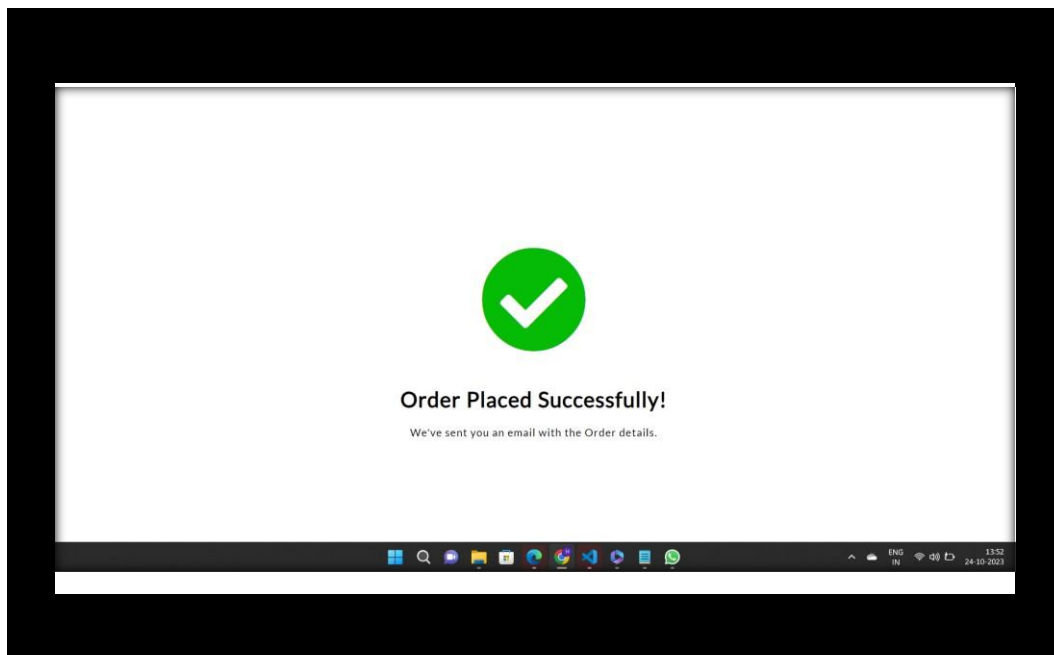 Order Placed Successfully!
We've sent you an email with the Order details.
ENG
IN
13:52
24-10-2023